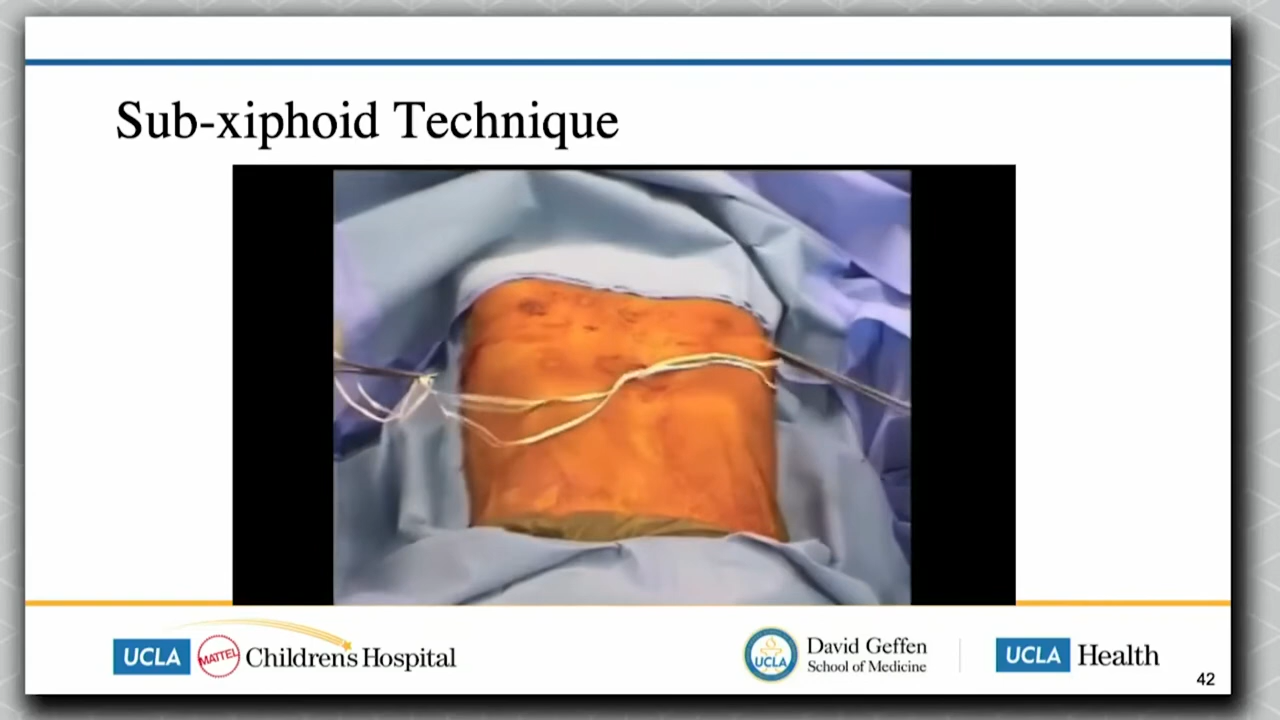 Sub-xiphoid Technique
UCLA MATTEL Children's Hospital
UCLA David Geffen
School of Medicine
UCLA Health
42